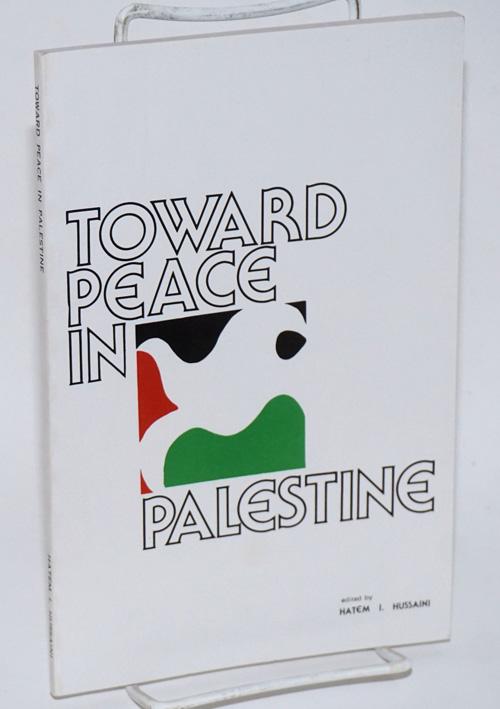 TOWARD PEACE IN PALESTINE
HATEM I. HUSSAINI
TOWARD
PEACE
IN
PALESTINE
edited by
HATEM I. HUSSAINI